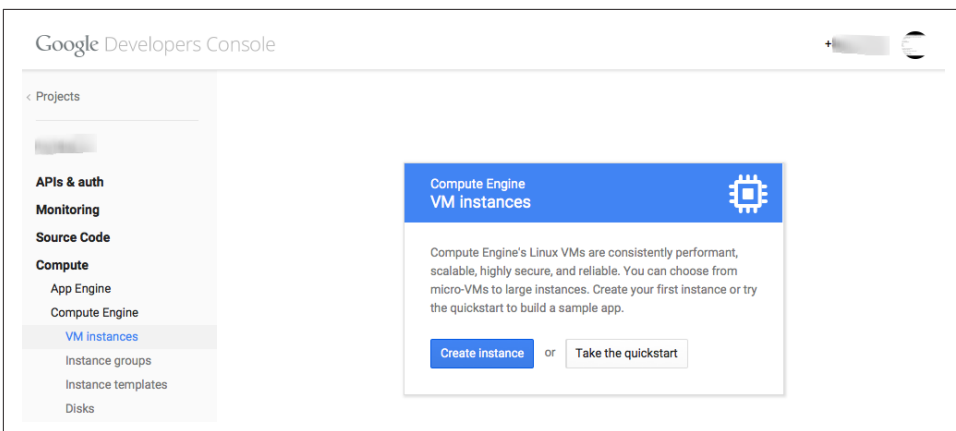 Google Developers Console
+
< Projects
APIs & auth
Monitoring
Source Code
Compute
App Engine
Compute Engine
VM instances
Instance groups
Instance templates
Disks
Compute Engine
VM instances
Compute Engine's Linux VMs are consistently performant,
scalable, highly secure, and reliable. You can choose from
micro-VMs to large instances. Create your first instance or try
the quickstart to build a sample app.
Create instance or Take the quickstart